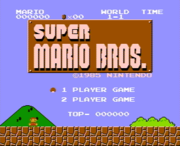 MARIO WORLD TIME
000000 ×00 1-1
SUPER
MARIO BROS.
©1985 NINTENDO
1 PLAYER GAME
2 PLAYER GAME
TOP- 000000